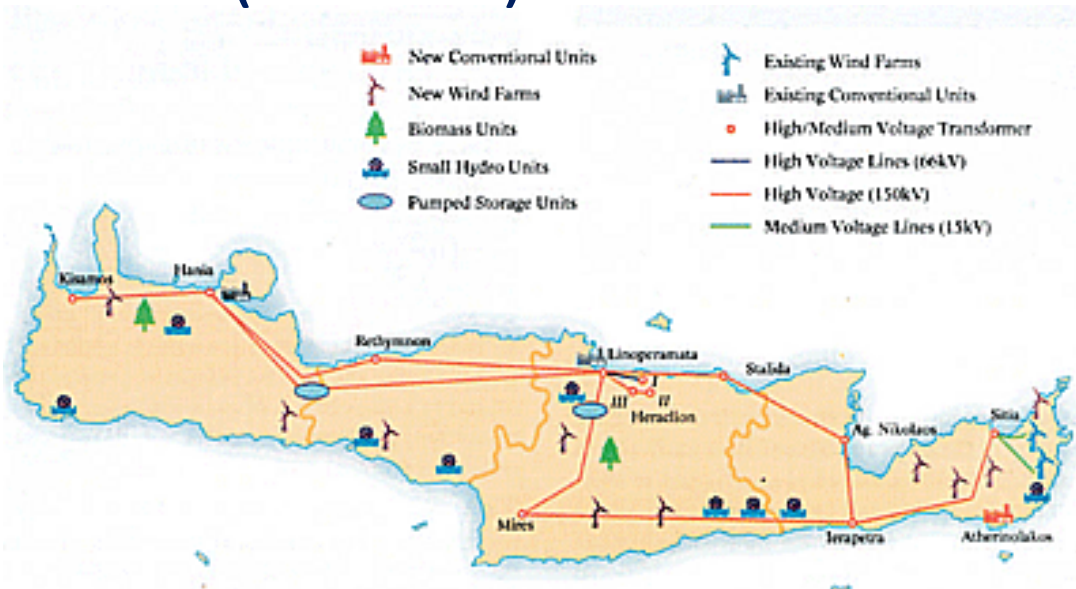 New Conventional Units
New Wind Farms
Biomass Units
Small Hydro Units
Pumped Storage Units
Existing Wind Farms
Existing Conventional Units
High/Medium Voltage Transformer
High Voltage Lines (66kV)
High Voltage (150kV)
Medium Voltage Lines (15kV)
Kisamos
Hania
Rethymnon
Linoperamata
Stalida
I
III
II
Heraclion
Ag. Nikolaos
Sitia
Mires
Ierapetra
Atherinolakos